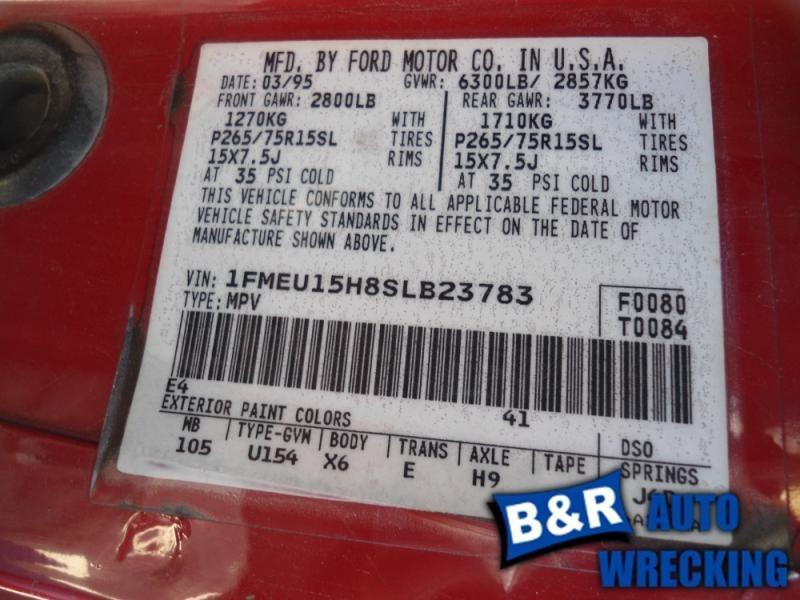 MFD. BY FORD MOTOR CO. IN U.S.A.
DATE: 03/95 GVWR: 6300LB/ 2857KG
FRONT GAWR: 2800LB REAR GAWR: 3770LB
1270KG WITH 1710KG WITH
P265/75R15SL TIRES P265/75R15SL TIRES
15X7.5J RIMS 15X7.5J RIMS
AT 35 PSI COLD AT 35 PSI COLD
THIS VEHICLE CONFORMS TO ALL APPLICABLE FEDERAL MOTOR
VEHICLE SAFETY STANDARDS IN EFFECT ON THE DATE OF
MANUFACTURE SHOWN ABOVE.
VIN: 1FMEU15H8SLB23783
TYPE: MPV
F0080
T0084
E4 41
EXTERIOR PAINT COLORS DSO
WB TYPE-GVW BODY TRANS AXLE TAPE SPRINGS
105 U154 X6 E H9
B&R AUTO
WRECKING